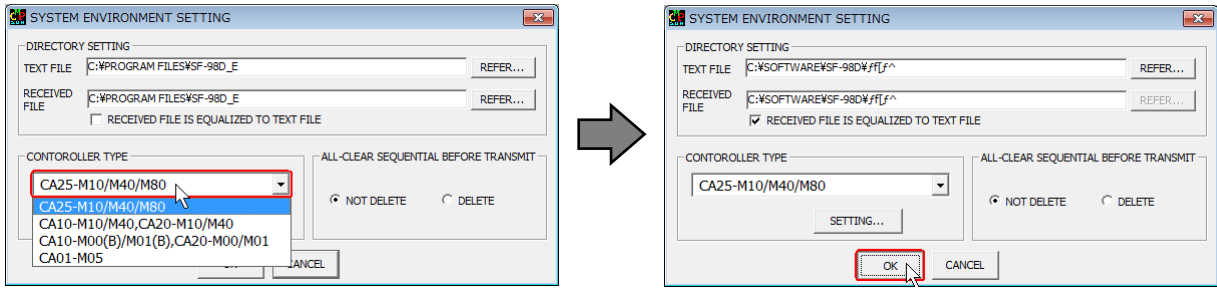 SYSTEM ENVIRONMENT SETTING
DIRECTORY SETTING
TEXT FILE C:¥PROGRAM FILES¥SF-98D_E REFER...
RECEIVED FILE C:¥PROGRAM FILES¥SF-98D_E REFER...
RECEIVED FILE IS EQUALIZED TO TEXT FILE
CONTOROLLER TYPE
CA25-M10/M40/M80
CA25-M10/M40/M80
CA10-M10/M40,CA20-M10/M40
CA10-M00(B)/M01(B),CA20-M00/M01
CA01-M05
ALL-CLEAR SEQUENTIAL BEFORE TRANSMIT
NOT DELETE DELETE
CANCEL
SYSTEM ENVIRONMENT SETTING
DIRECTORY SETTING
TEXT FILE C:¥SOFTWARE¥SF-98D¥ƒf[ƒ^ REFER...
RECEIVED FILE C:¥SOFTWARE¥SF-98D¥ƒf[ƒ^ REFER...
RECEIVED FILE IS EQUALIZED TO TEXT FILE
CONTOROLLER TYPE
CA25-M10/M40/M80
SETTING...
ALL-CLEAR SEQUENTIAL BEFORE TRANSMIT
NOT DELETE DELETE
OK CANCEL